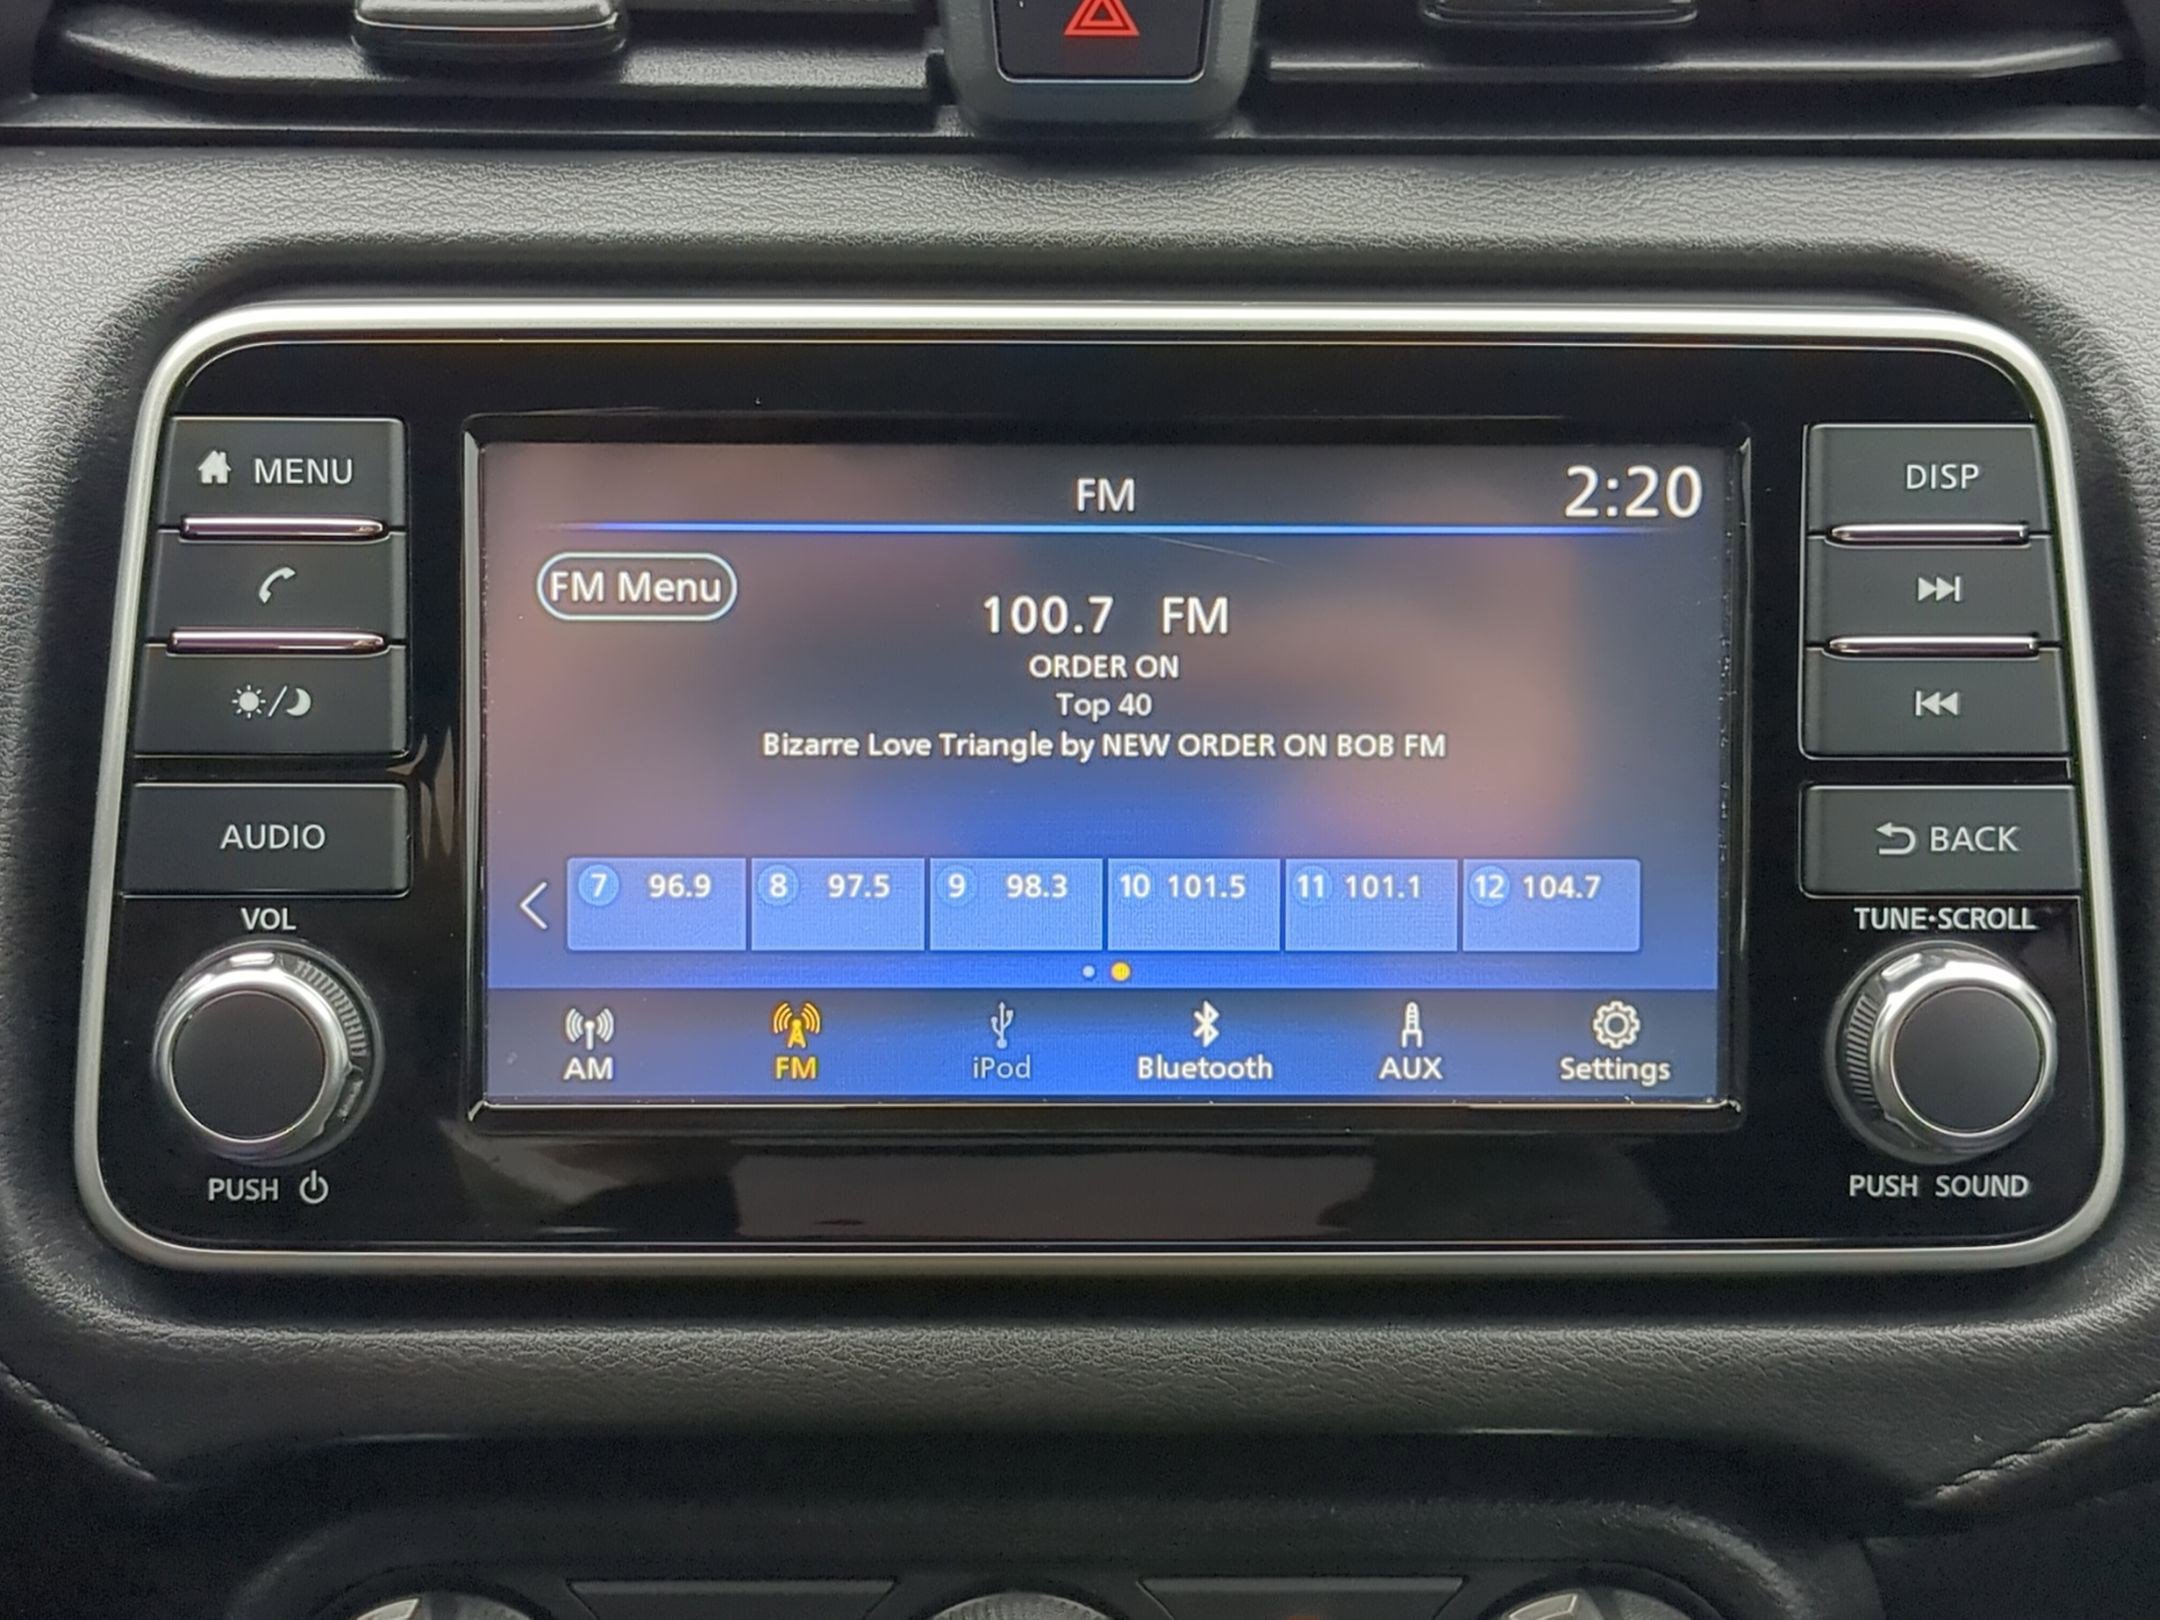 MENU
AUDIO
VOL
PUSH
FM
2:20
FM Menu
100.7 FM
ORDER ON
Top 40
Bizarre Love Triangle by NEW ORDER ON BOB FM
7 96.9 8 97.5 9 98.3 10 101.5 11 101.1 12 104.7
AM FM iPod Bluetooth AUX Settings
DISP
BACK
TUNE·SCROLL
PUSH SOUND